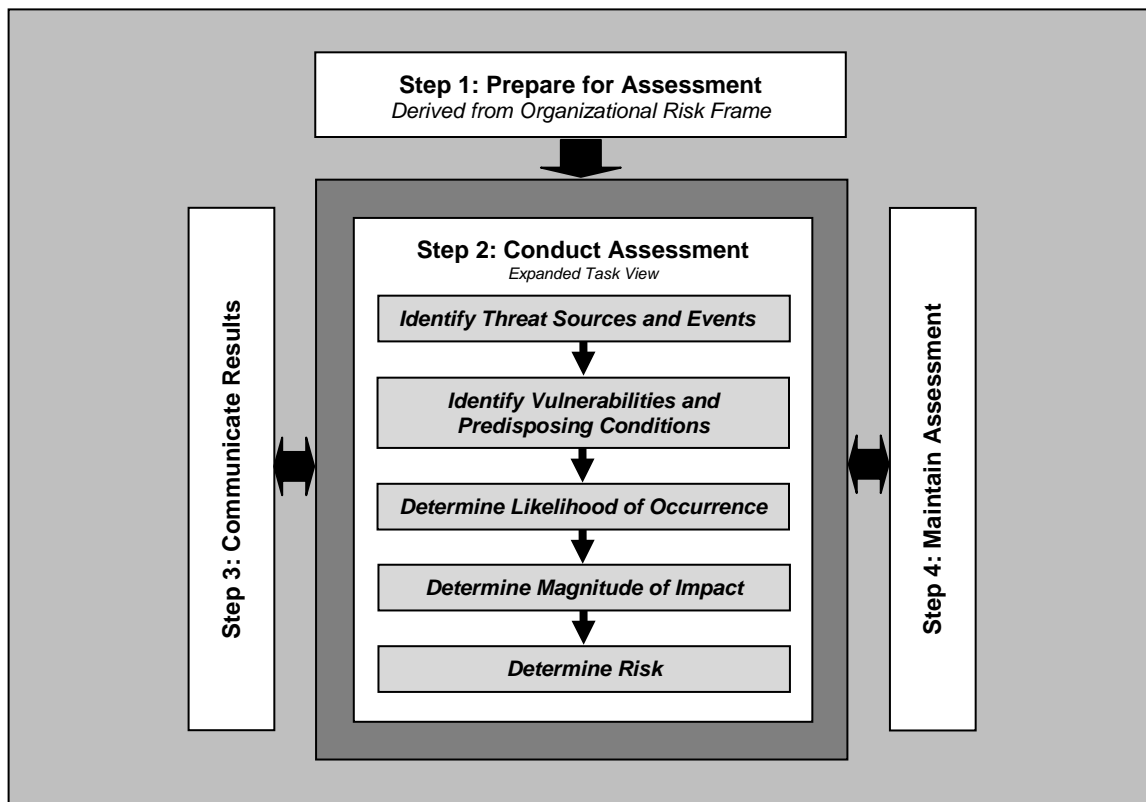 Step 1: Prepare for Assessment
Derived from Organizational Risk Frame
Step 2: Conduct Assessment
Expanded Task View
Identify Threat Sources and Events
Identify Vulnerabilities and
Predisposing Conditions
Determine Likelihood of Occurrence
Determine Magnitude of Impact
Determine Risk
Step 3: Communicate Results
Step 4: Maintain Assessment